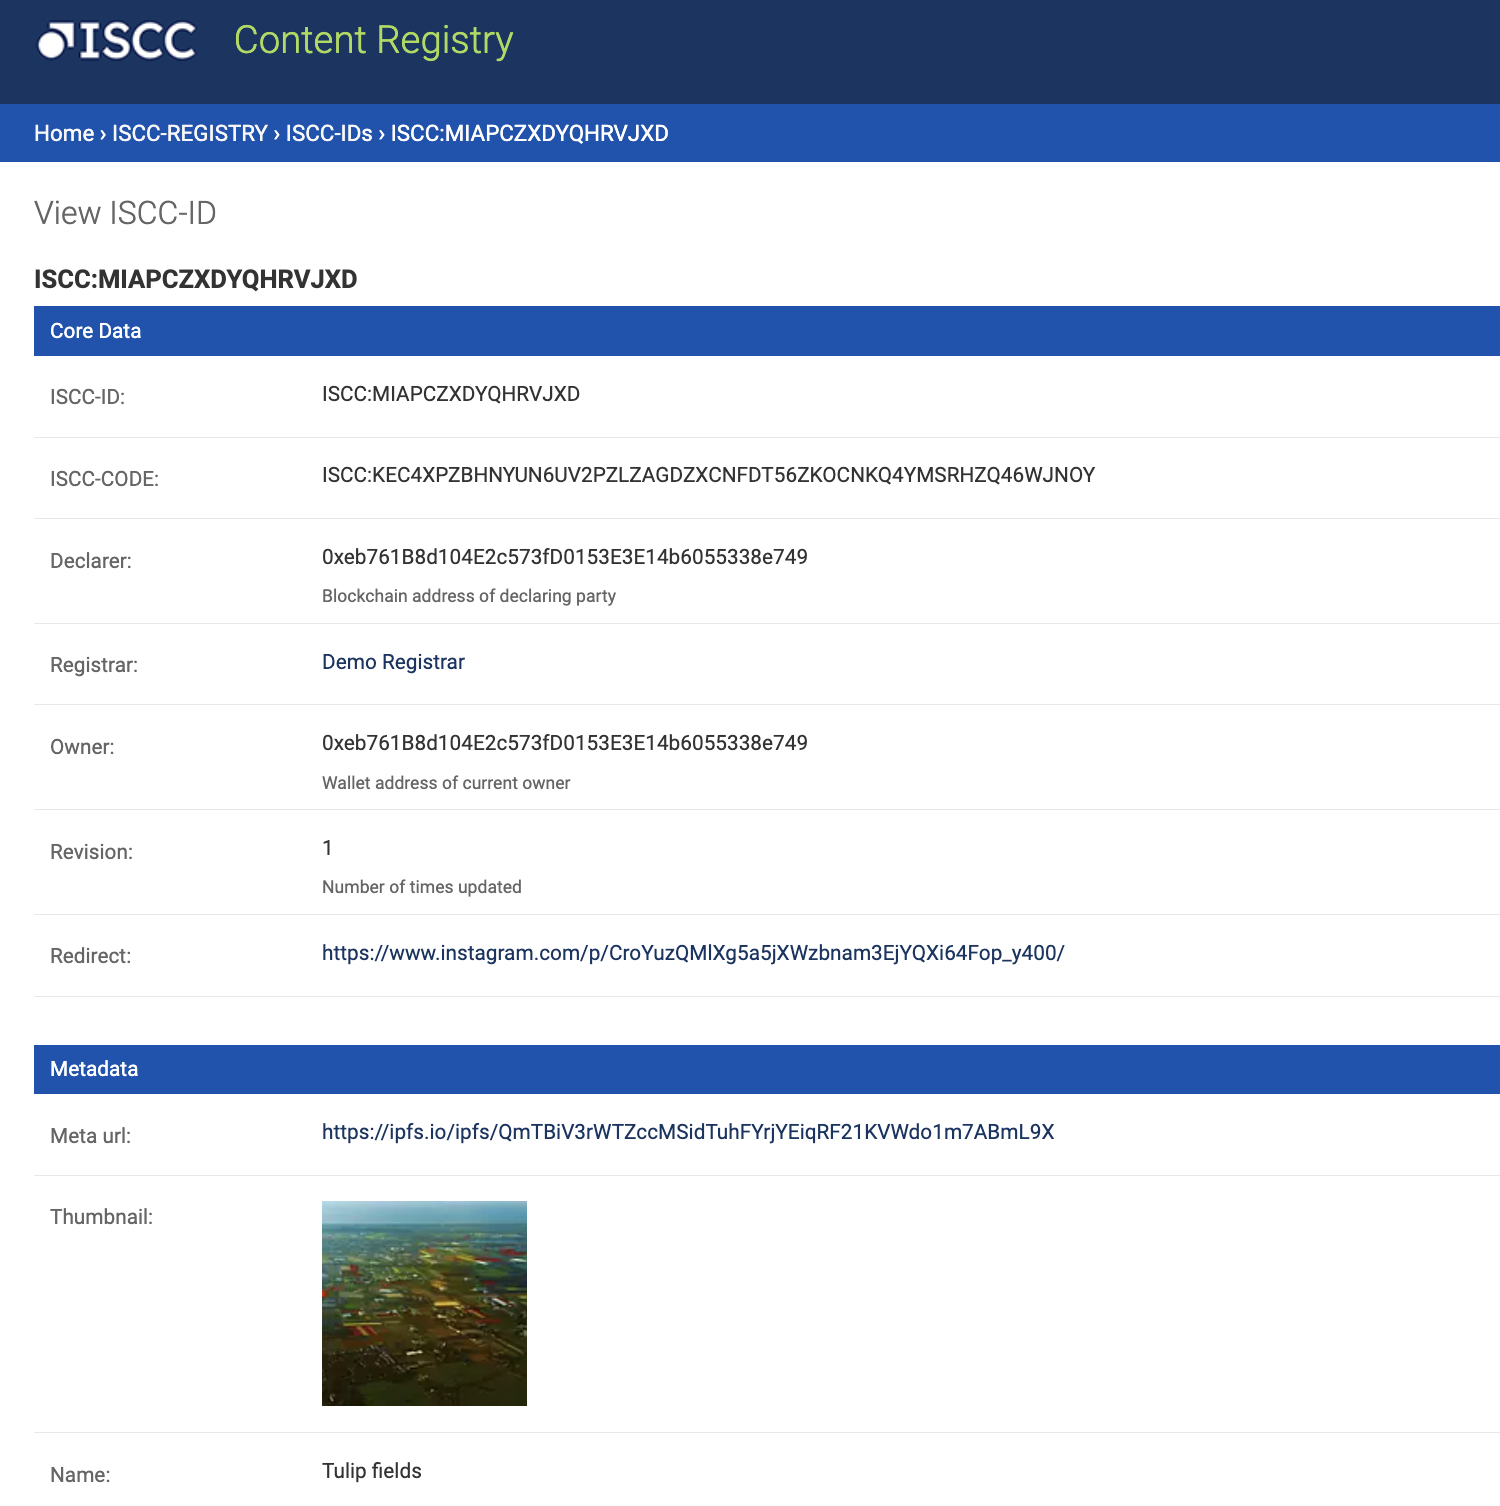 ISCC Content Registry
Home › ISCC-REGISTRY › ISCC-IDs › ISCC:MIAPCZXDYQHRVJXD
View ISCC-ID
ISCC:MIAPCZXDYQHRVJXD
Core Data
ISCC-ID: ISCC:MIAPCZXDYQHRVJXD
ISCC-CODE: ISCC:KEC4XPZBHNYUN6UV2PZLZAGDZXCNFDT56ZKOCNKQ4YMSRHZQ46WJNOY
Declarer: 0xeb761B8d104E2c573fD0153E3E14b6055338e749
Blockchain address of declaring party
Registrar: Demo Registrar
Owner: 0xeb761B8d104E2c573fD0153E3E14b6055338e749
Wallet address of current owner
Revision: 1
Number of times updated
Redirect: https://www.instagram.com/p/CroYuzQMlXg5a5jXWzbnam3EjYQXi64Fop_y400/
Metadata
Meta url: https://ipfs.io/ipfs/QmTBiV3rWTZccMSidTuhFYrjYEiqRF21KVWdo1m7ABmL9X
Thumbnail:
Name: Tulip fields